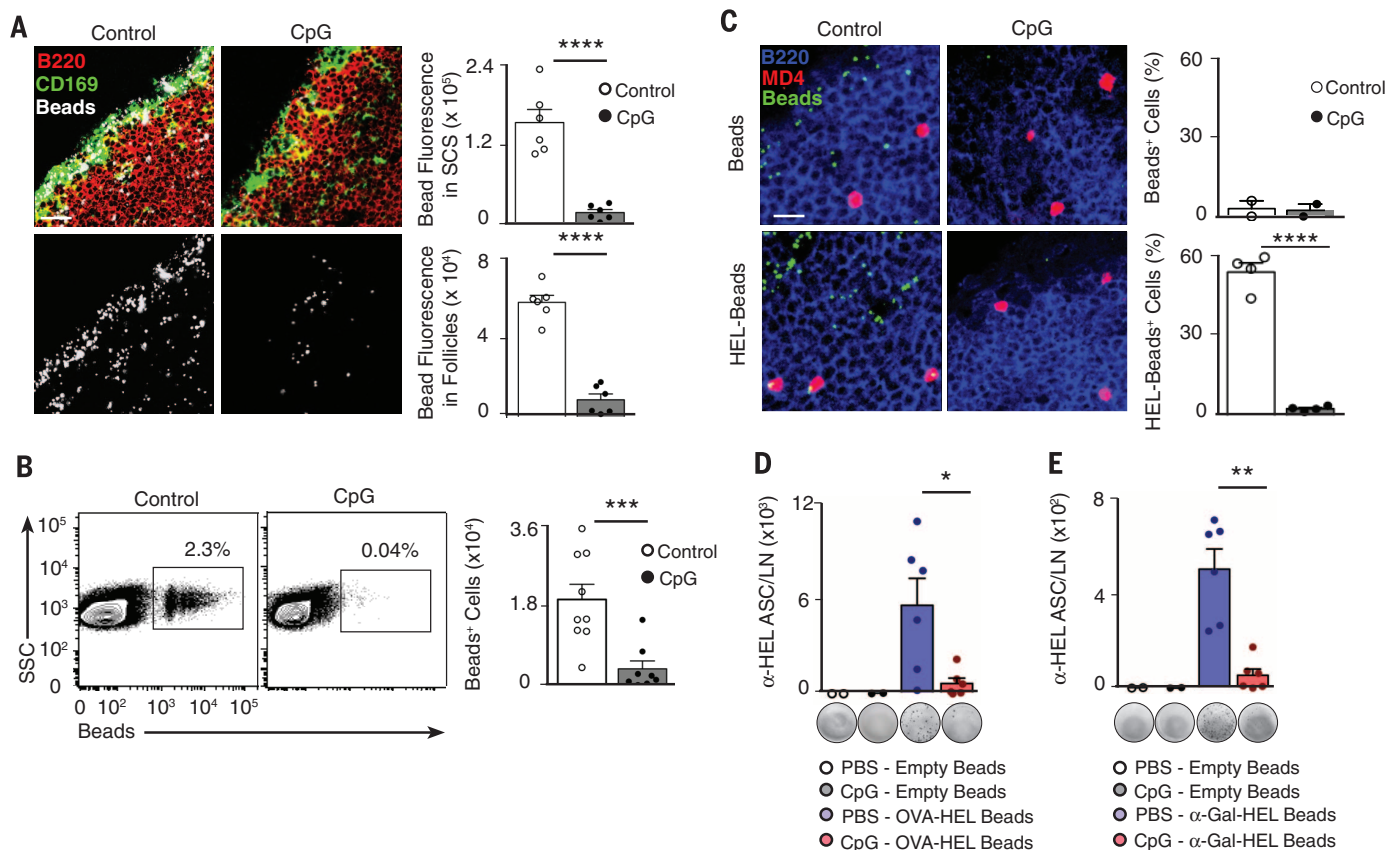 A
Control
CpG
B220
CD169
Beads
Bead Fluorescence
in SCS (x 10⁵)
2.4
1.2
0
****
Control
CpG
Bead Fluorescence
in Follicles (x 10⁴)
8
4
0
****
B
Control
CpG
SSC
10⁵
10⁴
10³
10²
0
2.3%
0.04%
0 10² 10³ 10⁴ 10⁵
Beads
Beads⁺ Cells (x10⁴)
3.6
1.8
0
***
Control
CpG
C
Control
CpG
B220
MD4
Beads
Beads
HEL-Beads
Beads⁺ Cells (%)
60
30
0
Control
CpG
HEL-Beads⁺ Cells (%)
60
30
0
****
D
α-HEL ASC/LN (x10³)
12
6
0
*
PBS - Empty Beads
CpG - Empty Beads
PBS - OVA-HEL Beads
CpG - OVA-HEL Beads
E
α-HEL ASC/LN (x10²)
8
4
0
**
PBS - Empty Beads
CpG - Empty Beads
PBS - α-Gal-HEL Beads
CpG - α-Gal-HEL Beads